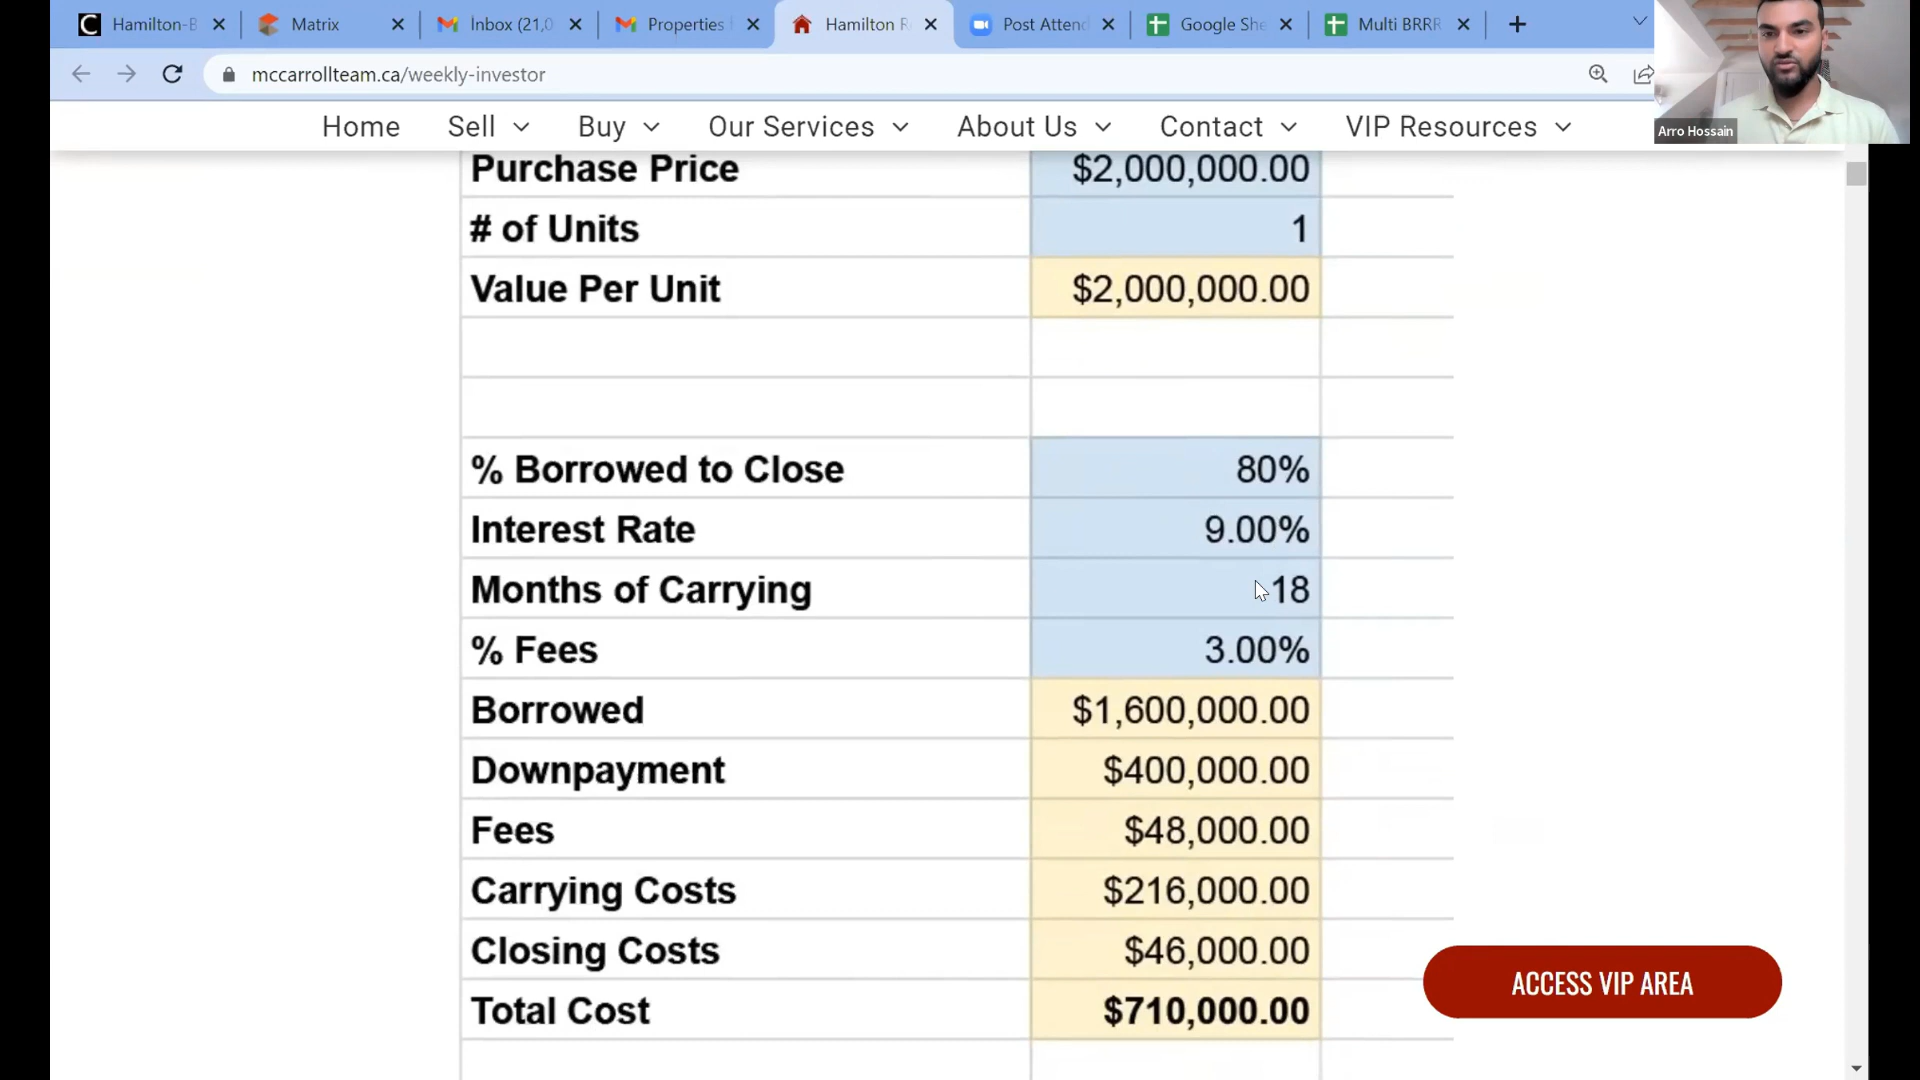 Hamilton-B
Matrix
Inbox (21,0
Properties
Hamilton R
Post Attend
Google She
Multi BRRR
mccarrollteam.ca/weekly-investor
Home
Sell
Buy
Our Services
About Us
Contact
VIP Resources
Arro Hossain
Purchase Price $2,000,000.00
# of Units 1
Value Per Unit $2,000,000.00
% Borrowed to Close 80%
Interest Rate 9.00%
Months of Carrying 18
% Fees 3.00%
Borrowed $1,600,000.00
Downpayment $400,000.00
Fees $48,000.00
Carrying Costs $216,000.00
Closing Costs $46,000.00
Total Cost $710,000.00
ACCESS VIP AREA